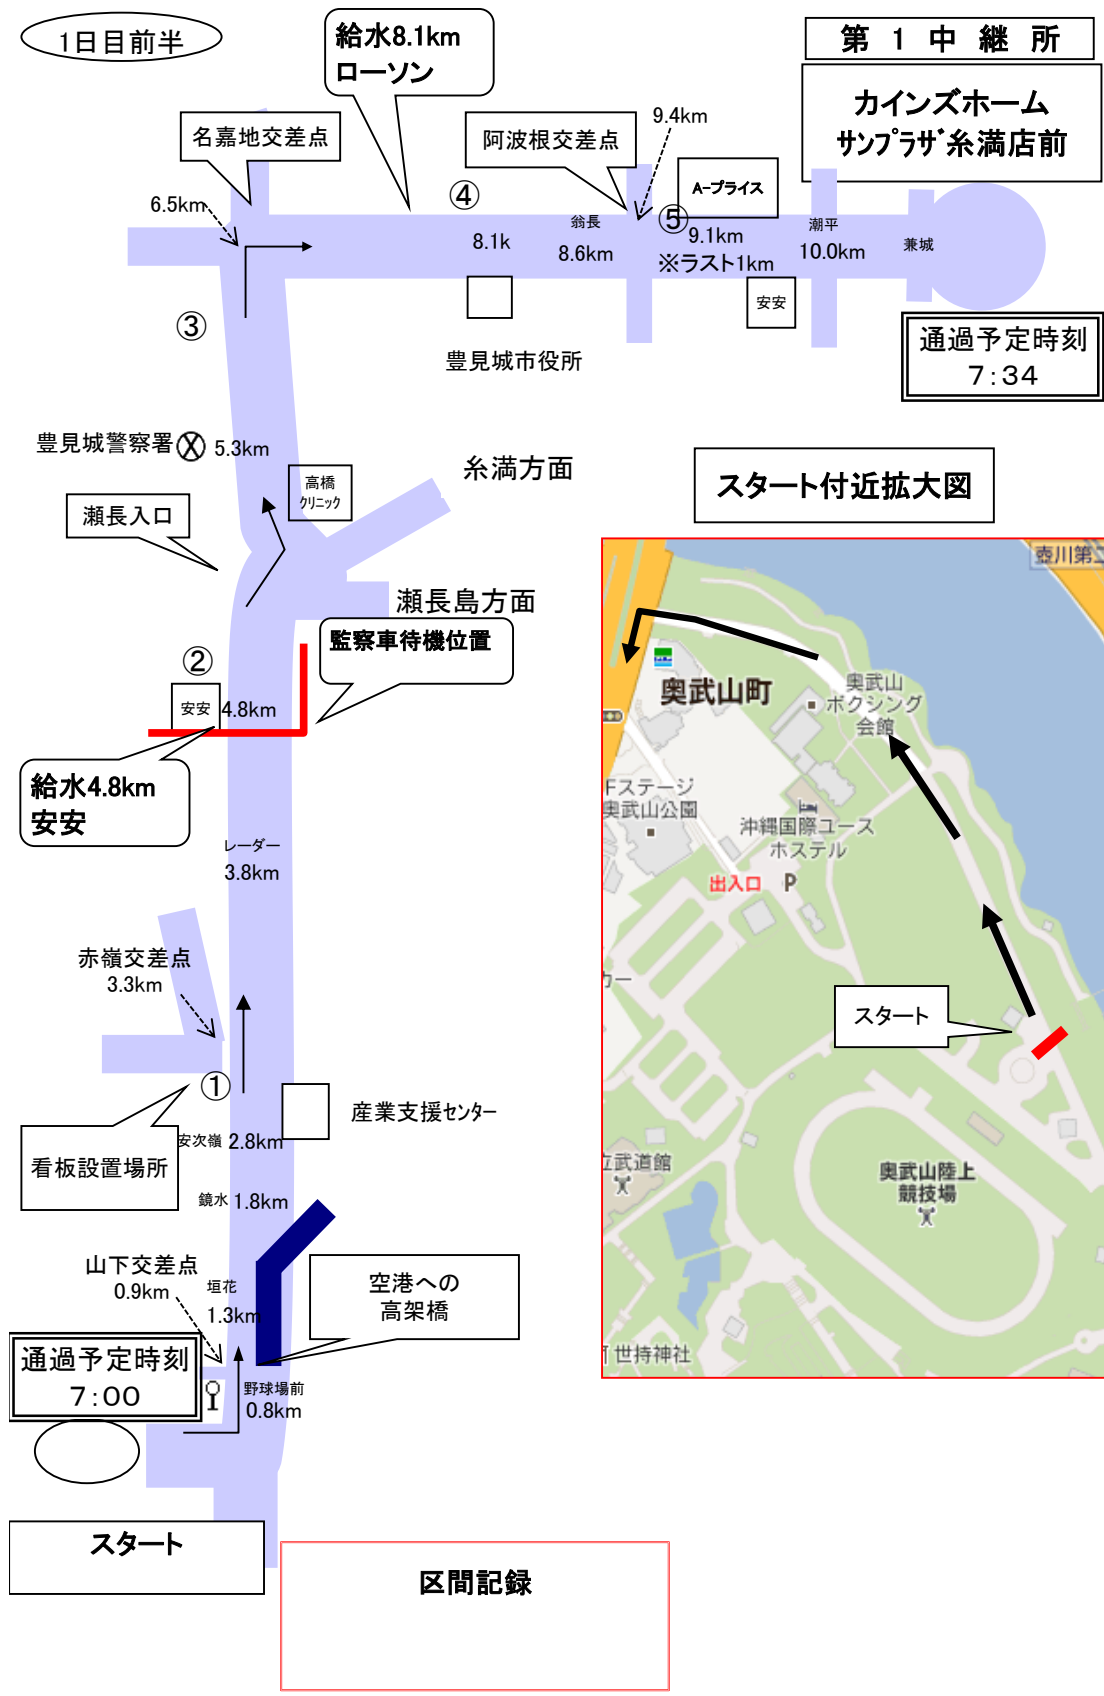 1日目前半
給水8.1km
ローソン
第 1 中 継 所
カインズホーム
サンプラザ糸満店前
名嘉地交差点
阿波根交差点
9.4km
A-プライス
6.5km
④
⑤
翁長
8.1k
8.6km
9.1km
※ラスト1km
潮平
10.0km
兼城
安安
③
豊見城市役所
通過予定時刻
7:34
豊見城警察署
5.3km
高橋
クリニック
糸満方面
スタート付近拡大図
瀬長入口
瀬長島方面
監察車待機位置
②
安安
4.8km
給水4.8km
安安
レーダー
3.8km
赤嶺交差点
3.3km
①
産業支援センター
安次嶺
2.8km
看板設置場所
鏡水
1.8km
山下交差点
0.9km
垣花
1.3km
空港への
高架橋
通過予定時刻
7:00
野球場前
0.8km
スタート
区間記録
壺川第二
奥武山町
奥武山
ボクシング
会館
Fステージ
奥武山公園
沖縄国際ユース
ホステル
出入口
P
カー
スタート
立武道館
奥武山陸上
競技場
世持神社